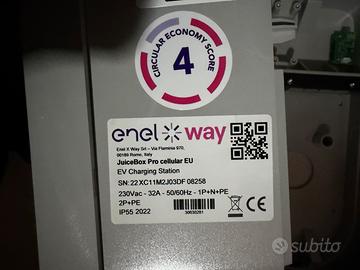 CIRCULAR ECONOMY SCORE
4
enel way
Enel X Way Srl - Via Flaminia 970,
00189 Rome, Italy
JuiceBox Pro cellular EU
EV Charging Station
SN:22XC11M2J03DF08258
230Vac - 32A - 50/60Hz - 1P+N+PE
2P+PE
IP55 2022
30030281
CE
subito